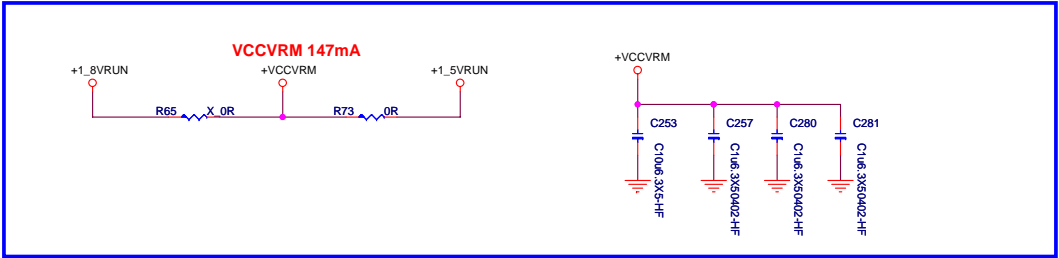 VCCVRM 147mA
+1_8VRUN
+VCCVRM
+1_5VRUN
R65
X_0R
R73
0R
+VCCVRM
C253
C257
C280
C281
C10u6.3X5-HF
C1u6.3X50402-HF
C1u6.3X50402-HF
C1u6.3X50402-HF